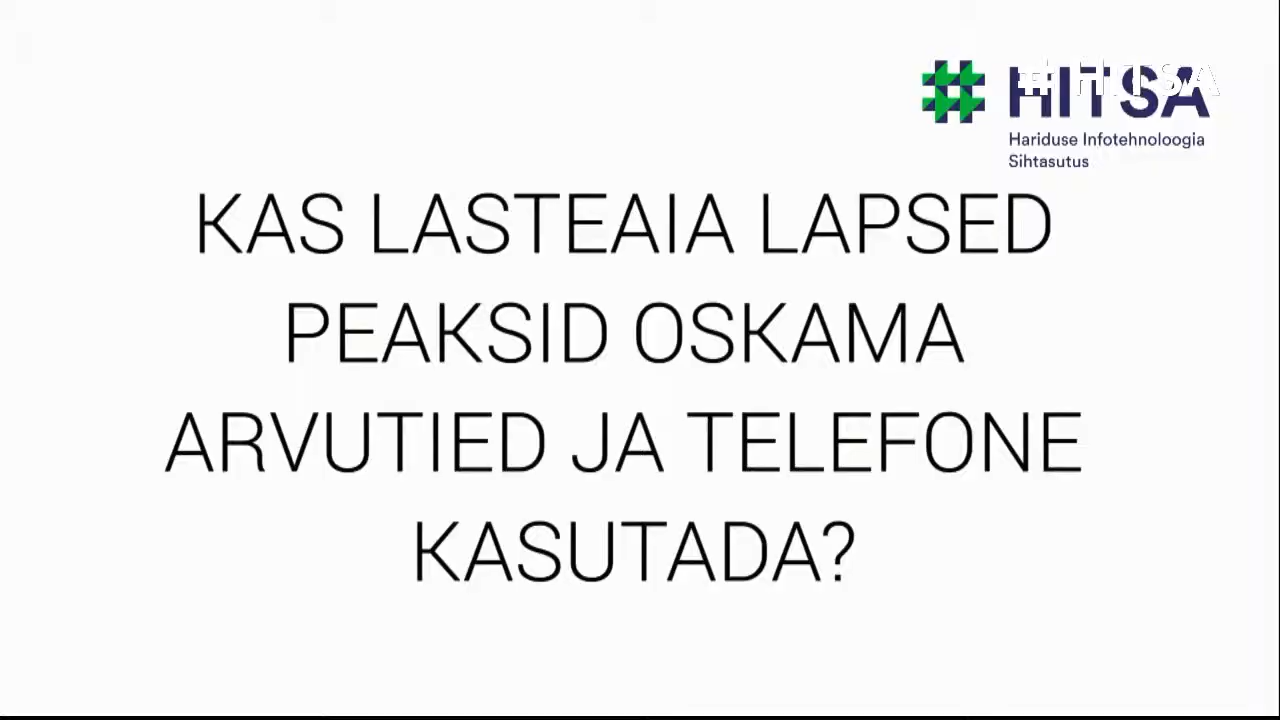 HITSA
Hariduse Infotehnoloogia
Sihtasutus
KAS LASTEAIA LAPSED
PEAKSID OSKAMA
ARVUTIED JA TELEFONE
KASUTADA?